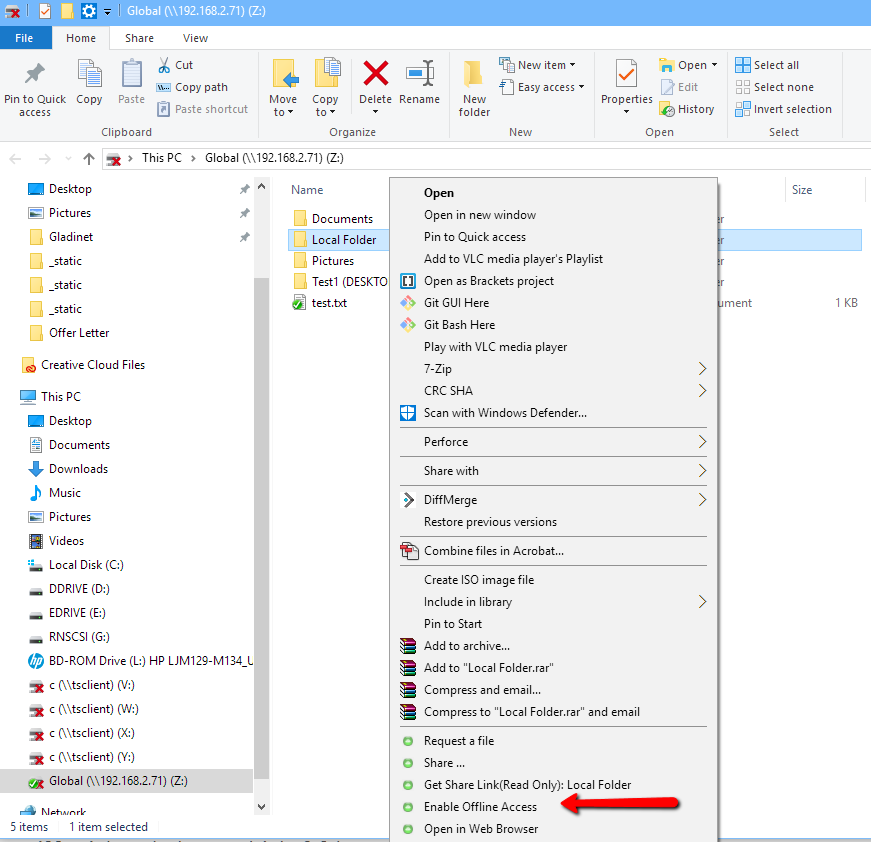 Global (\\192.168.2.71) (Z:)
File Home Share View
Pin to Quick access
Copy
Paste
Cut
Copy path
Paste shortcut
Clipboard
Move to
Copy to
Delete
Rename
Organize
New folder
New item
Easy access
New
Properties
Open
Edit
History
Open
Select all
Select none
Invert selection
Select
This PC > Global (\\192.168.2.71) (Z:)
Desktop
Pictures
Gladinet
_static
_static
_static
Offer Letter
Creative Cloud Files
This PC
Desktop
Documents
Downloads
Music
Pictures
Videos
Local Disk (C:)
DDRIVE (D:)
EDRIVE (E:)
RNSCSI (G:)
BD-ROM Drive (L:) HP LJM129-M134_U
c (\\tsclient) (V:)
c (\\tsclient) (W:)
c (\\tsclient) (X:)
c (\\tsclient) (Y:)
Global (\\192.168.2.71) (Z:)
Network
Name Size
Documents
Local Folder
Pictures
Test1 (DESKTO
test.txt ument 1 KB
Open
Open in new window
Pin to Quick access
Add to VLC media player's Playlist
Open as Brackets project
Git GUI Here
Git Bash Here
Play with VLC media player
7-Zip
CRC SHA
Scan with Windows Defender...
Perforce
Share with
DiffMerge
Restore previous versions
Combine files in Acrobat...
Create ISO image file
Include in library
Pin to Start
Add to archive...
Add to "Local Folder.rar"
Compress and email...
Compress to "Local Folder.rar" and email
Request a file
Share ...
Get Share Link(Read Only): Local Folder
Enable Offline Access
Open in Web Browser
5 items 1 item selected